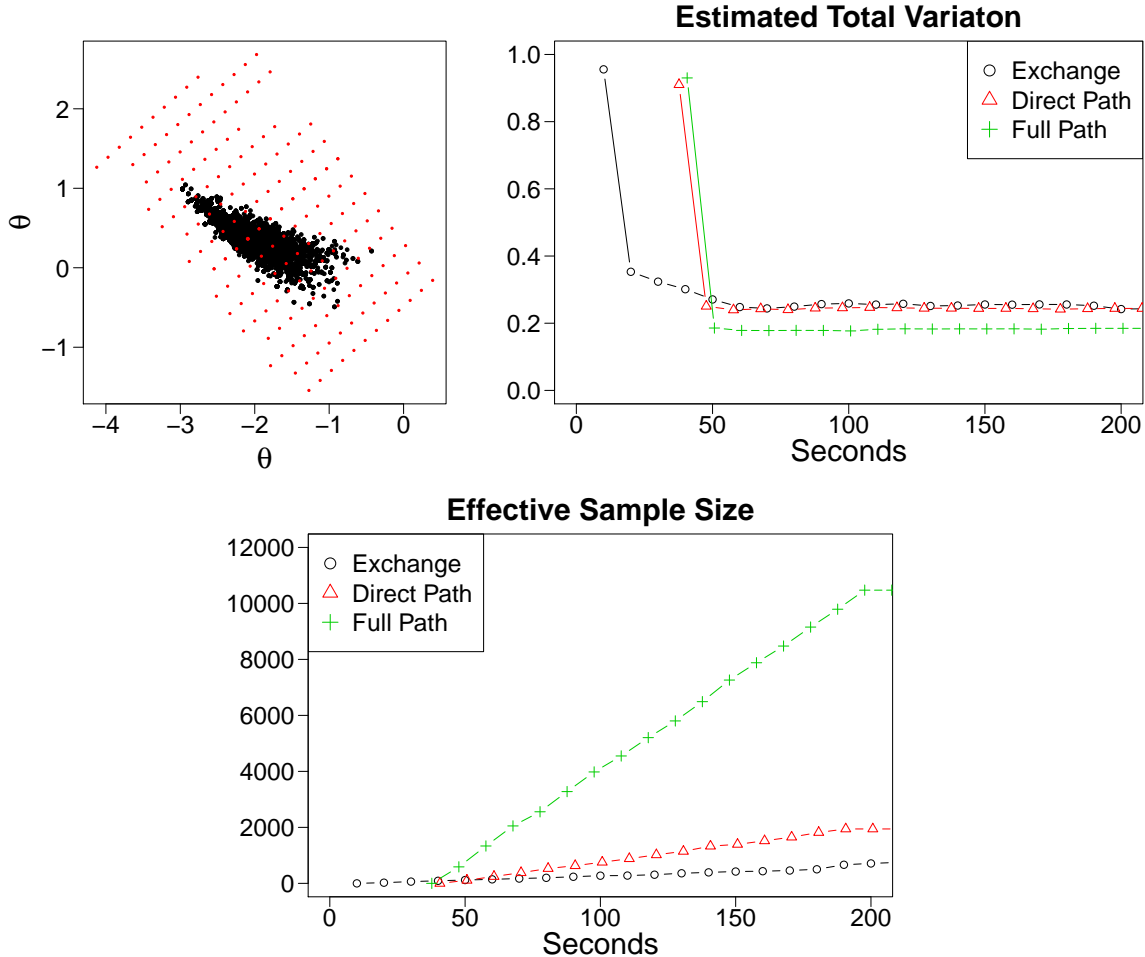 Estimated Total Variaton
2
1
0
−1
θ
−4 −3 −2 −1 0
θ
1.0
0.8
0.6
0.4
0.2
0.0
0 50 100 150 200
Seconds
Exchange
Direct Path
Full Path
Effective Sample Size
12000
10000
8000
6000
4000
2000
0
0 50 100 150 200
Seconds
Exchange
Direct Path
Full Path